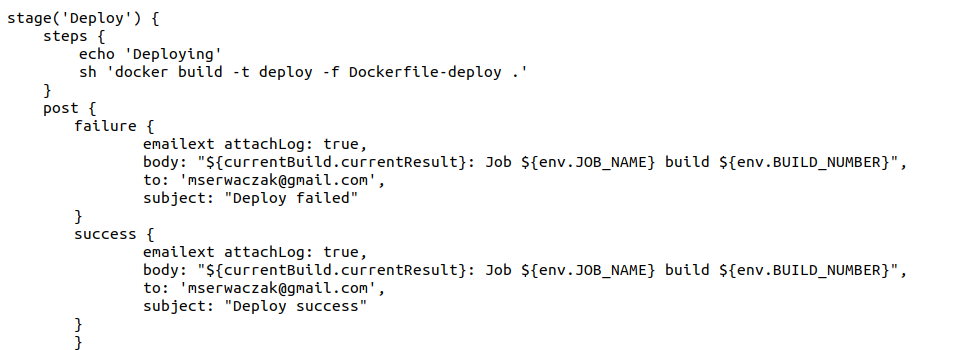 stage('Deploy') {
    steps {
        echo 'Deploying'
        sh 'docker build -t deploy -f Dockerfile-deploy .'
    }
    post {
        failure {
                emailext attachLog: true,
                body: "${currentBuild.currentResult}: Job ${env.JOB_NAME} build ${env.BUILD_NUMBER}",
                to: 'mserwaczak@gmail.com',
                subject: "Deploy failed"
        }
        success {
                emailext attachLog: true,
                body: "${currentBuild.currentResult}: Job ${env.JOB_NAME} build ${env.BUILD_NUMBER}",
                to: 'mserwaczak@gmail.com',
                subject: "Deploy success"
        }
        }